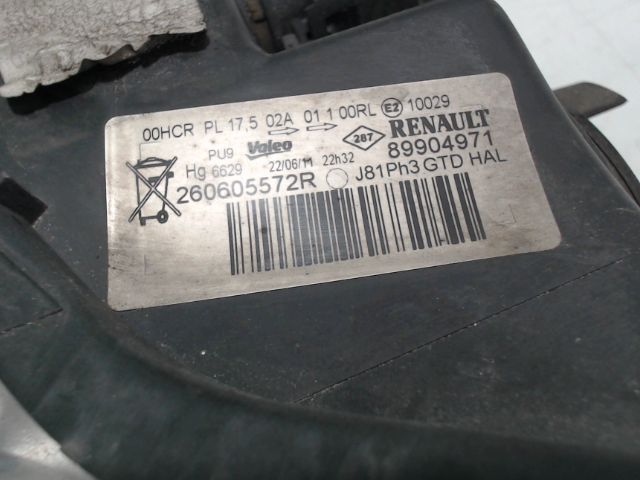 00HCR PL 17,5 02A 01 1 00RL E2 10029
PU9 Valeo 287 RENAULT
Hg 6629 22/06/11 22h32 89904971
260605572R J81Ph3 GTD HAL